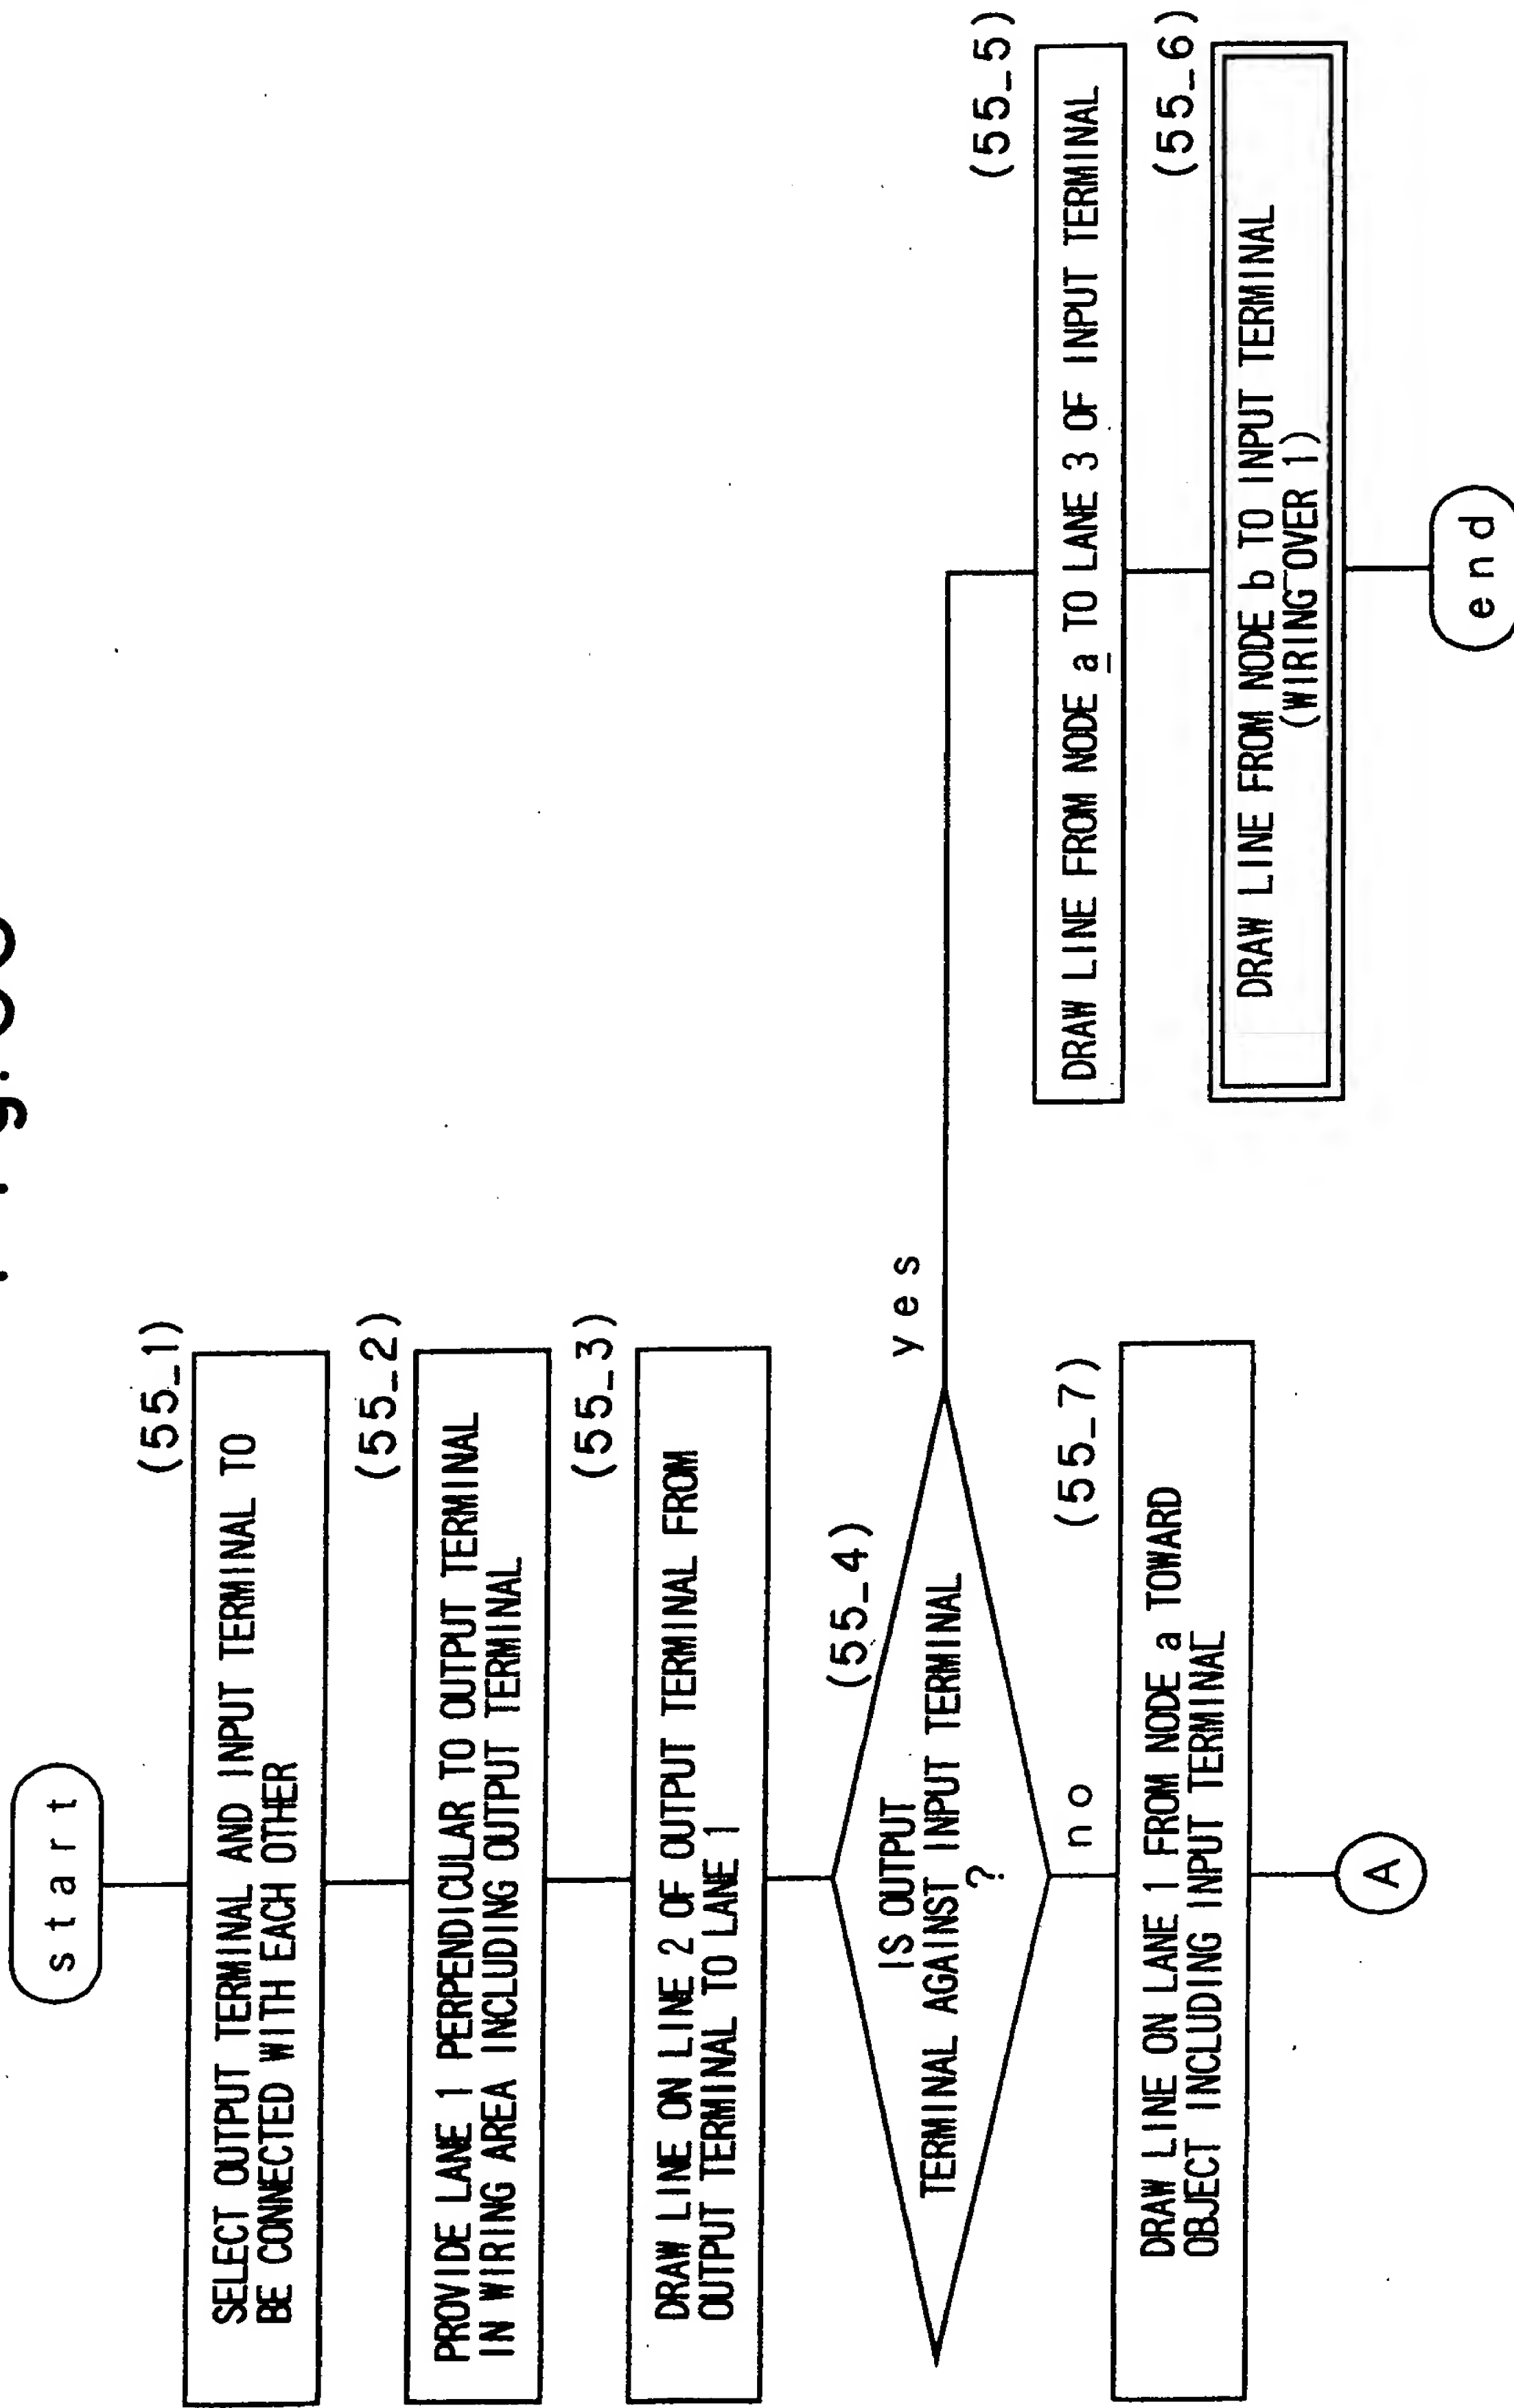 start
(55_1)
SELECT OUTPUT TERMINAL AND INPUT TERMINAL TO
BE CONNECTED WITH EACH OTHER
(55_2)
PROVIDE LANE 1 PERPENDICULAR TO OUTPUT TERMINAL
IN WIRING AREA INCLUDING OUTPUT TERMINAL
(55_3)
DRAW LINE ON LINE 2 OF OUTPUT TERMINAL FROM
OUTPUT TERMINAL TO LANE 1
(55_4)
IS OUTPUT
TERMINAL AGAINST INPUT TERMINAL
?
yes
no
(55_7)
DRAW LINE ON LANE 1 FROM NODE a TOWARD
OBJECT INCLUDING INPUT TERMINAL
A
(55_5)
DRAW LINE FROM NODE a TO LANE 3 OF INPUT TERMINAL
(55_6)
DRAW LINE FROM NODE b TO INPUT TERMINAL
(WIRING OVER 1)
end